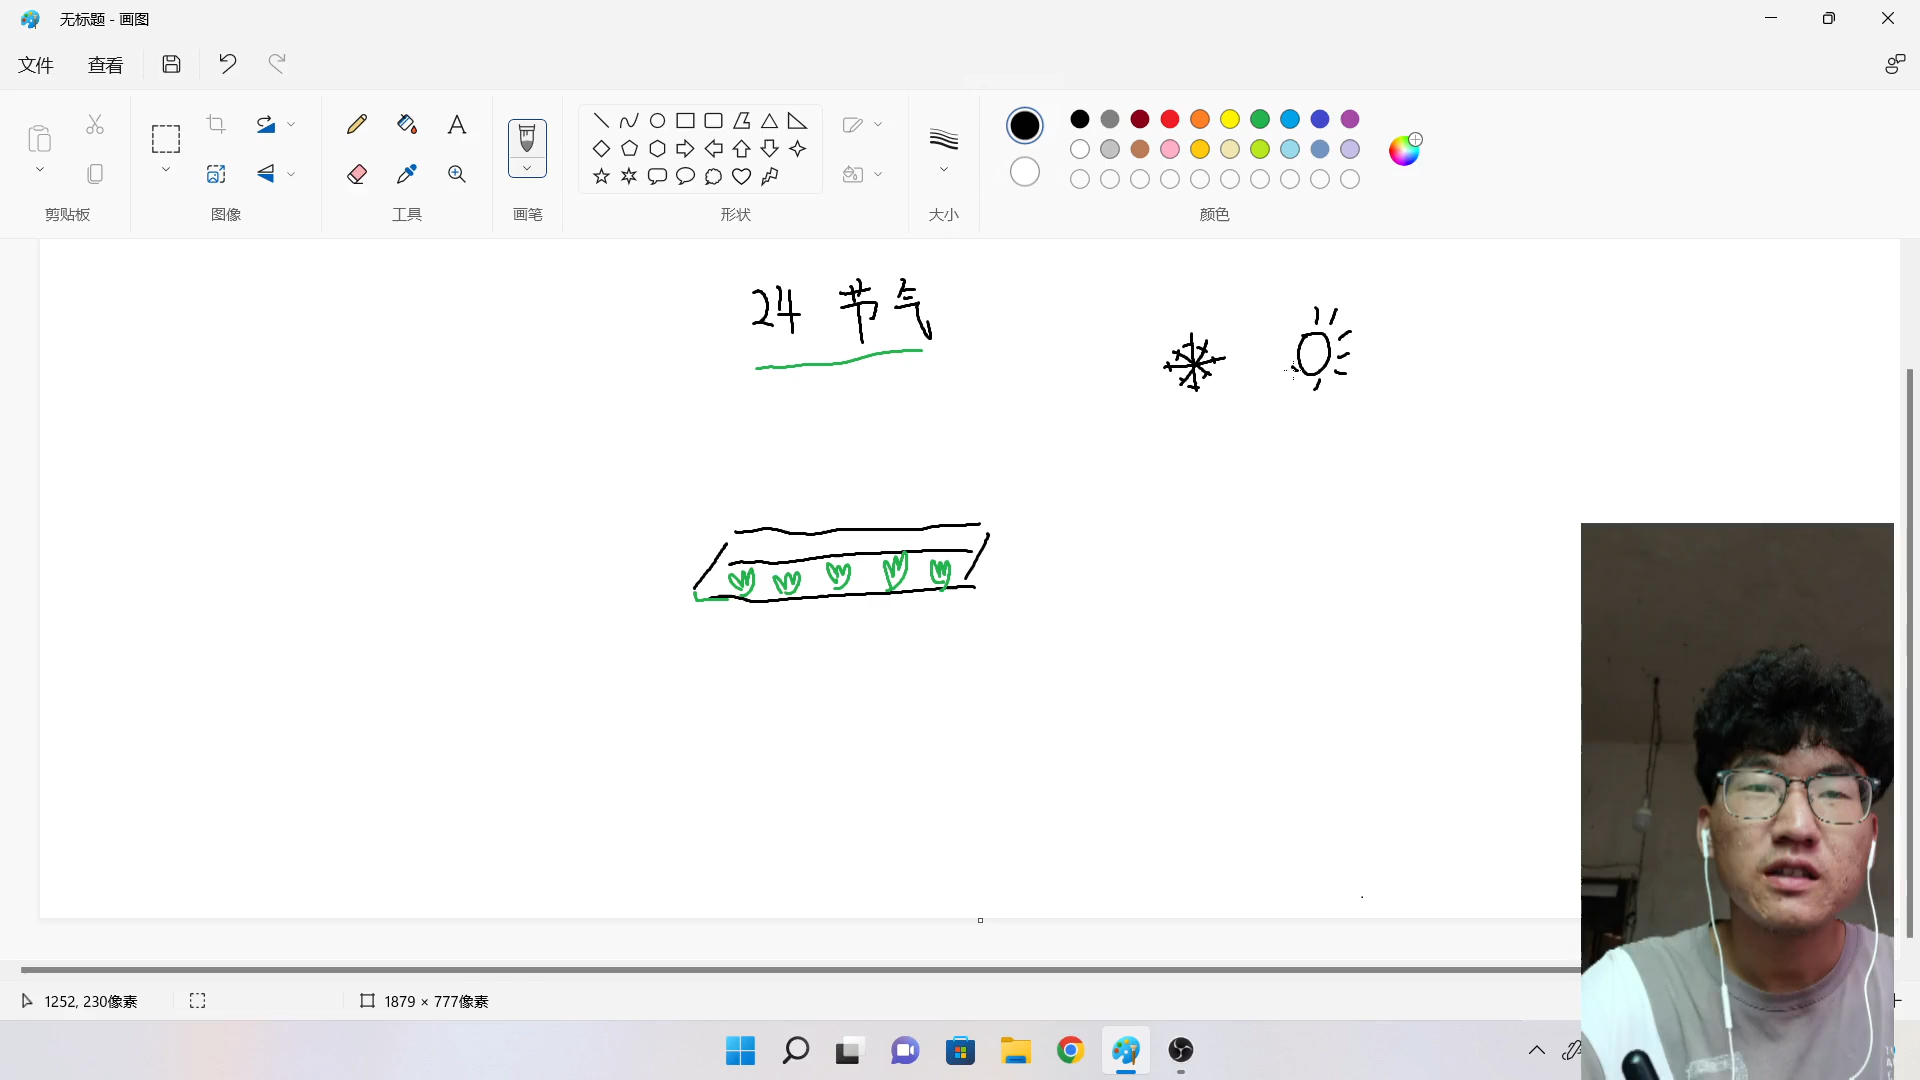 无标题 - 画图
文件 查看
剪贴板 图像 工具 画笔 形状 大小 颜色
24 节气
1252, 230像素 1879 × 777像素